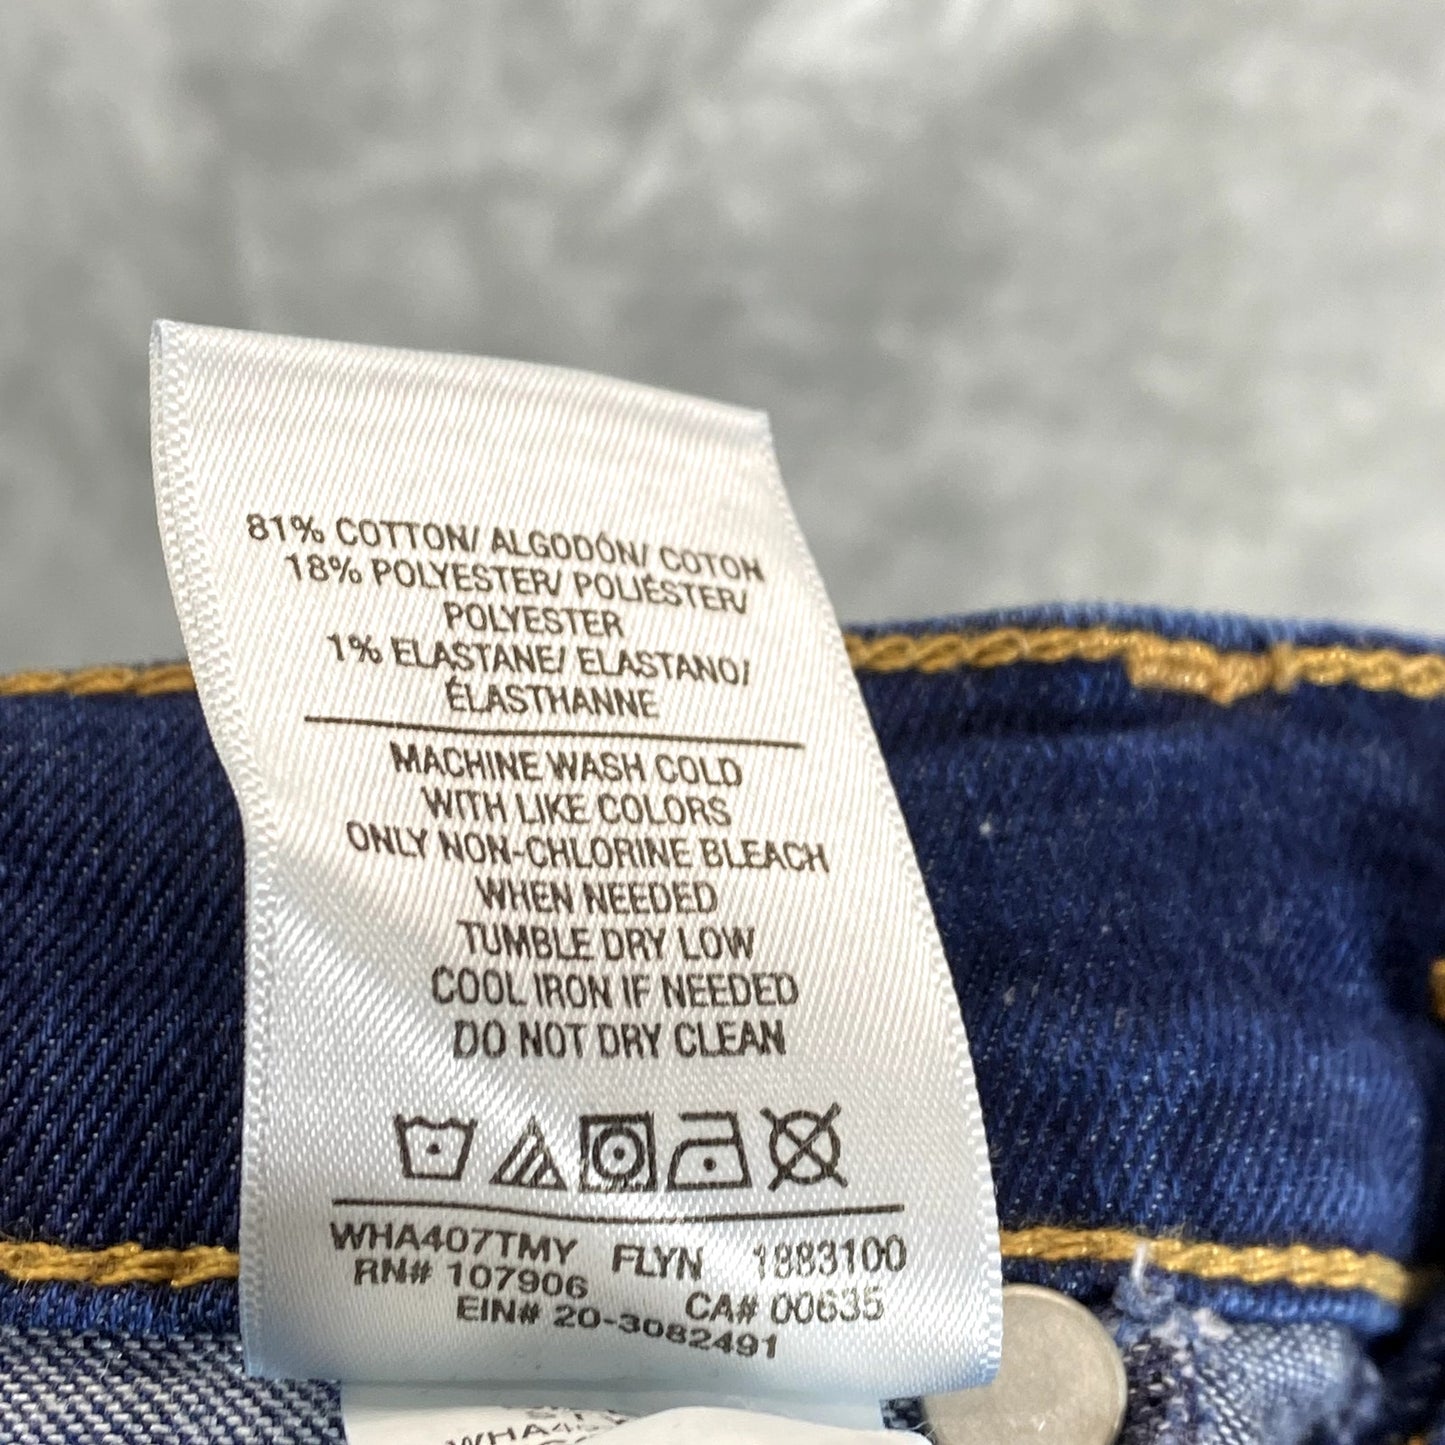 81% COTTON/ ALGODÓN/ COTON
18% POLYESTER/ POLIÉSTER/
POLYESTER
1% ELASTANE/ ELASTANO/
ÉLASTHANNE
MACHINE WASH COLD
WITH LIKE COLORS
ONLY NON-CHLORINE BLEACH
WHEN NEEDED
TUMBLE DRY LOW
COOL IRON IF NEEDED
DO NOT DRY CLEAN
WHA407TMY FLYN 1883100
RN# 107906 CA# 00635
EIN# 20-3082491